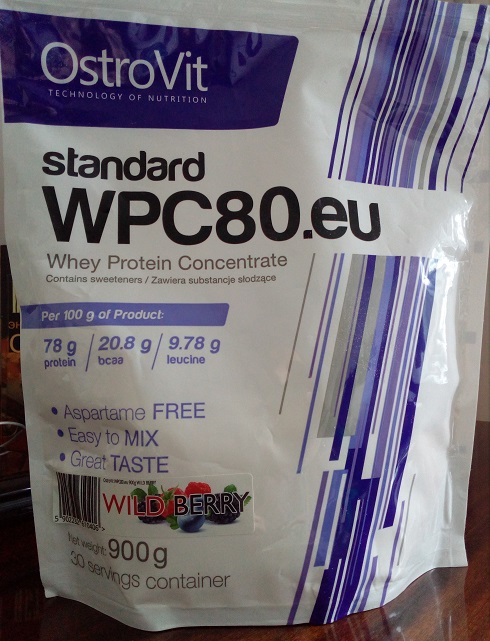 OstroVit
TECHNOLOGY OF NUTRITION
standard
WPC80.eu
Whey Protein Concentrate
Contains sweeteners / Zawiera substancje słodzące
Per 100 g of Product:
78 g protein / 20.8 g bcaa / 9.78 g leucine
• Aspartame FREE
• Easy to MIX
• Great TASTE
WILD BERRY
Net weight: 900g
30 servings container